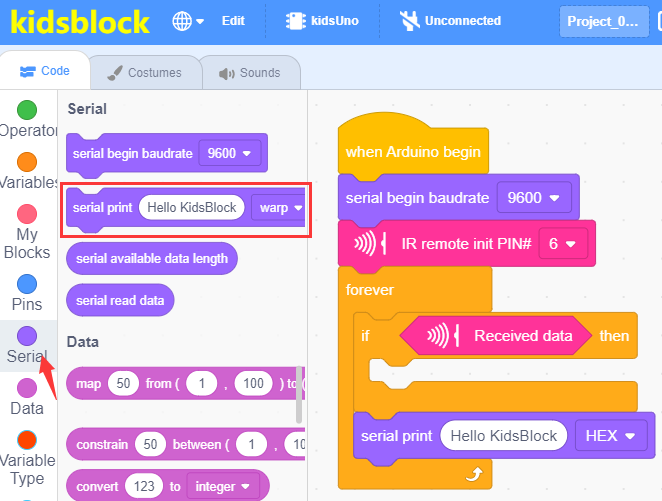 kidsblock
Edit
kidsUno
Unconnected
Project_0...
Code
Costumes
Sounds
Operator
Variables
My
Blocks
Pins
Serial
Data
Variable
Type
Serial
serial begin baudrate 9600
serial print Hello KidsBlock warp
serial available data length
serial read data
Data
map 50 from ( 1 , 100 ) to (
constrain 50 between ( 1 , 10
convert 123 to integer
when Arduino begin
serial begin baudrate 9600
IR remote init PIN# 6
forever
if Received data then
serial print Hello KidsBlock HEX